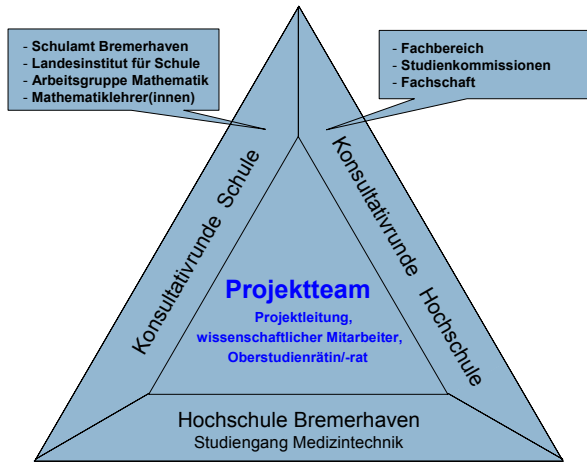 - Schulamt Bremerhaven
- Landesinstitut für Schule
- Arbeitsgruppe Mathematik
- Mathematiklehrer(innen)
- Fachbereich
- Studienkommissionen
- Fachschaft
Konsultativrunde Schule
Konsultativrunde Hochschule
Projektteam
Projektleitung,
wissenschaftlicher Mitarbeiter,
Oberstudienrätin/-rat
Hochschule Bremerhaven
Studiengang Medizintechnik